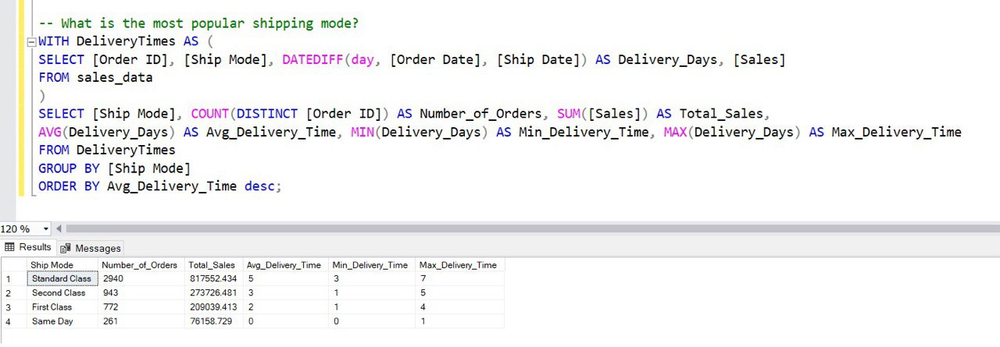 -- What is the most popular shipping mode?
WITH DeliveryTimes AS (
SELECT [Order ID], [Ship Mode], DATEDIFF(day, [Order Date], [Ship Date]) AS Delivery_Days, [Sales]
FROM sales_data
)
SELECT [Ship Mode], COUNT(DISTINCT [Order ID]) AS Number_of_Orders, SUM([Sales]) AS Total_Sales,
AVG(Delivery_Days) AS Avg_Delivery_Time, MIN(Delivery_Days) AS Min_Delivery_Time, MAX(Delivery_Days) AS Max_Delivery_Time
FROM DeliveryTimes
GROUP BY [Ship Mode]
ORDER BY Avg_Delivery_Time desc;
120 %
Results Messages
Ship Mode Number_of_Orders Total_Sales Avg_Delivery_Time Min_Delivery_Time Max_Delivery_Time
1 Standard Class 2940 817552.434 5 3 7
2 Second Class 943 273726.481 3 1 5
3 First Class 772 209039.413 2 1 4
4 Same Day 261 76158.729 0 0 1